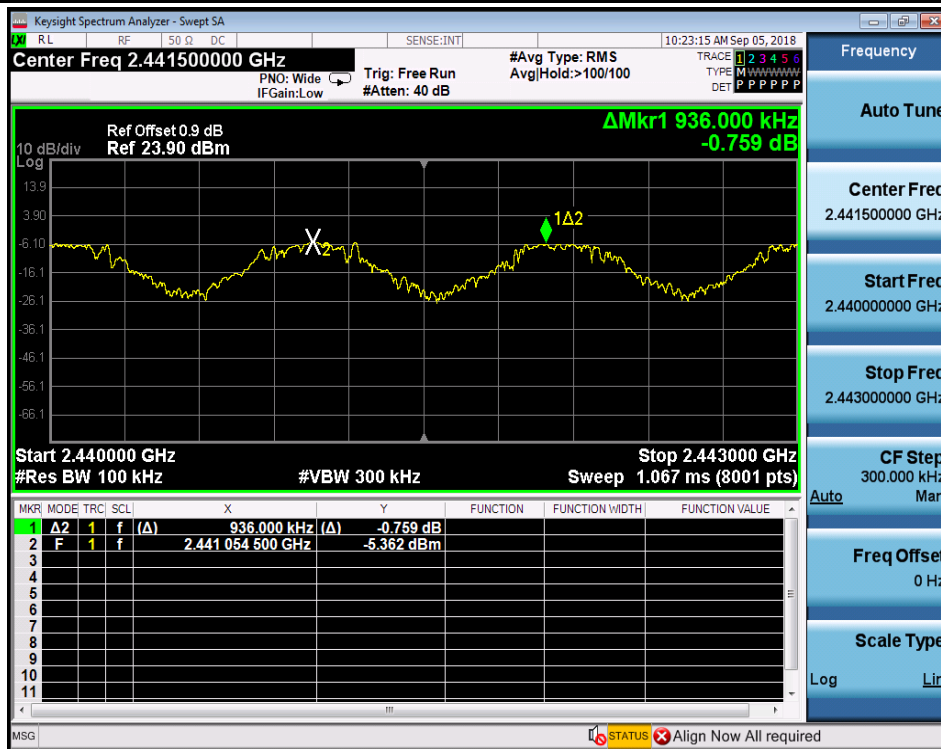 Keysight Spectrum Analyzer - Swept SA
LXI RL RF 50 Ω DC SENSE:INT 10:23:15 AM Sep 05, 2018
Center Freq 2.441500000 GHz
PNO: Wide
IFGain:Low
Trig: Free Run
#Atten: 40 dB
#Avg Type: RMS
Avg|Hold:>100/100
TRACE 1 2 3 4 5 6
TYPE M W W W W W
DET P P P P P P
Frequency
Auto Tune
Center Freq
2.441500000 GHz
Start Freq
2.440000000 GHz
Stop Freq
2.443000000 GHz
CF Step
300.000 kHz
Auto Man
Freq Offset
0 Hz
Scale Type
Log Lin
ΔMkr1 936.000 kHz
-0.759 dB
Ref Offset 0.9 dB
10 dB/div Ref 23.90 dBm
Log
13.9
3.90
-6.10
-16.1
-26.1
-36.1
-46.1
-56.1
-66.1
X2
1Δ2
Start 2.440000 GHz Stop 2.443000 GHz
#Res BW 100 kHz #VBW 300 kHz Sweep 1.067 ms (8001 pts)
MKR MODE TRC SCL X Y FUNCTION FUNCTION WIDTH FUNCTION VALUE
1 Δ2 1 f (Δ) 936.000 kHz (Δ) -0.759 dB
2 F 1 f 2.441 054 500 GHz -5.362 dBm
3
4
5
6
7
8
9
10
11
MSG STATUS Align Now All required